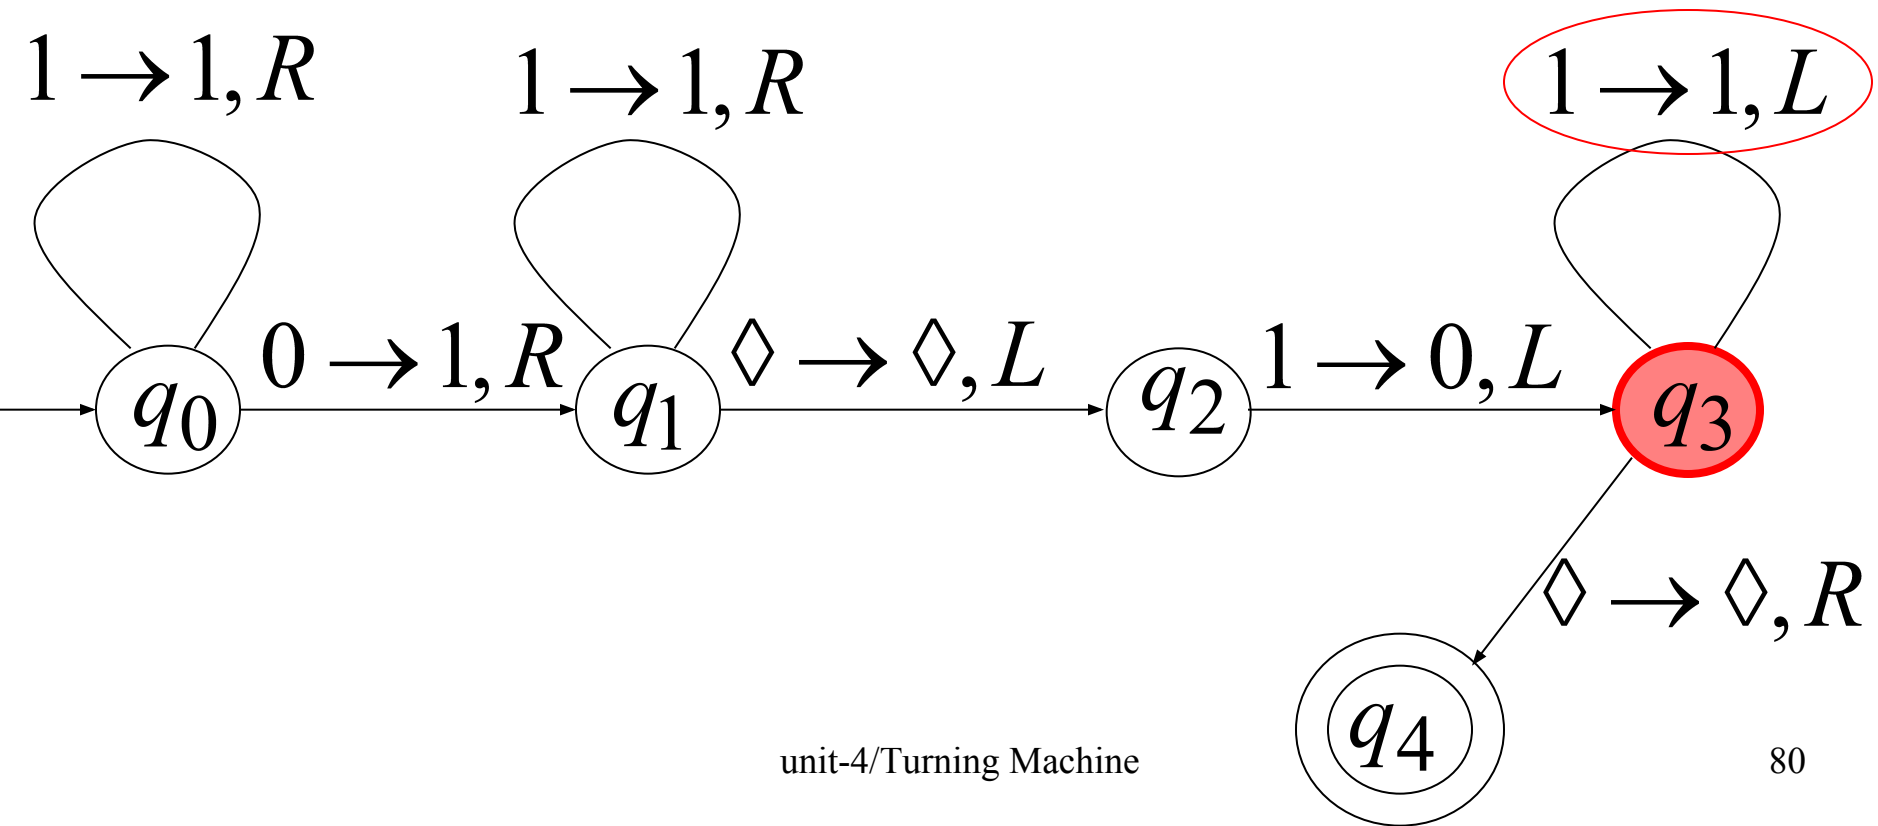 1 → 1, R
1 → 1, R
1 → 1, L
0 → 1, R
◊ → ◊, L
1 → 0, L
q0
q1
q2
q3
◊ → ◊, R
q4
unit-4/Turning Machine
80